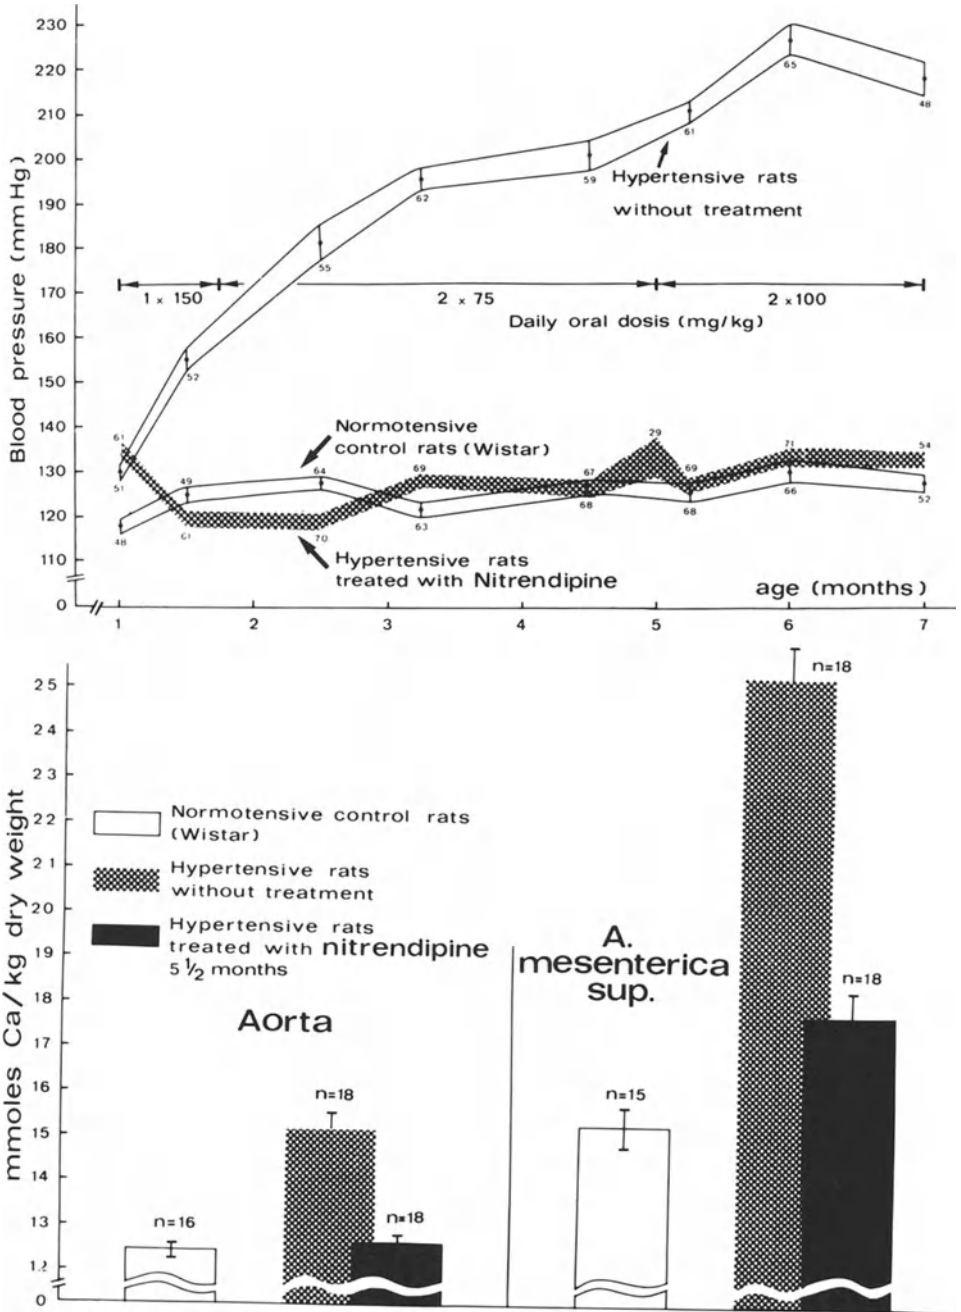 230
220
210
200
190
180
170
160
150
140
130
120
110
0
Blood pressure (mm Hg)
65
48
61
59
62
55
52
Hypertensive rats
without treatment
1 × 150
2 × 75
2 × 100
Daily oral dosis (mg/kg)
Normotensive
control rats (Wistar)
61
51
48
49
61
64
70
69
63
67
68
29
69
68
71
66
54
52
Hypertensive rats
treated with Nitrendipine
age (months)
1
2
3
4
5
6
7
25
24
23
22
21
20
19
18
17
16
15
14
13
12
0
mmoles Ca/kg dry weight
Normotensive control rats
(Wistar)
Hypertensive rats
without treatment
Hypertensive rats
treated with nitrendipine
5 1/2 months
Aorta
A.
mesenterica
sup.
n=16
n=18
n=18
n=15
n=18
n=18